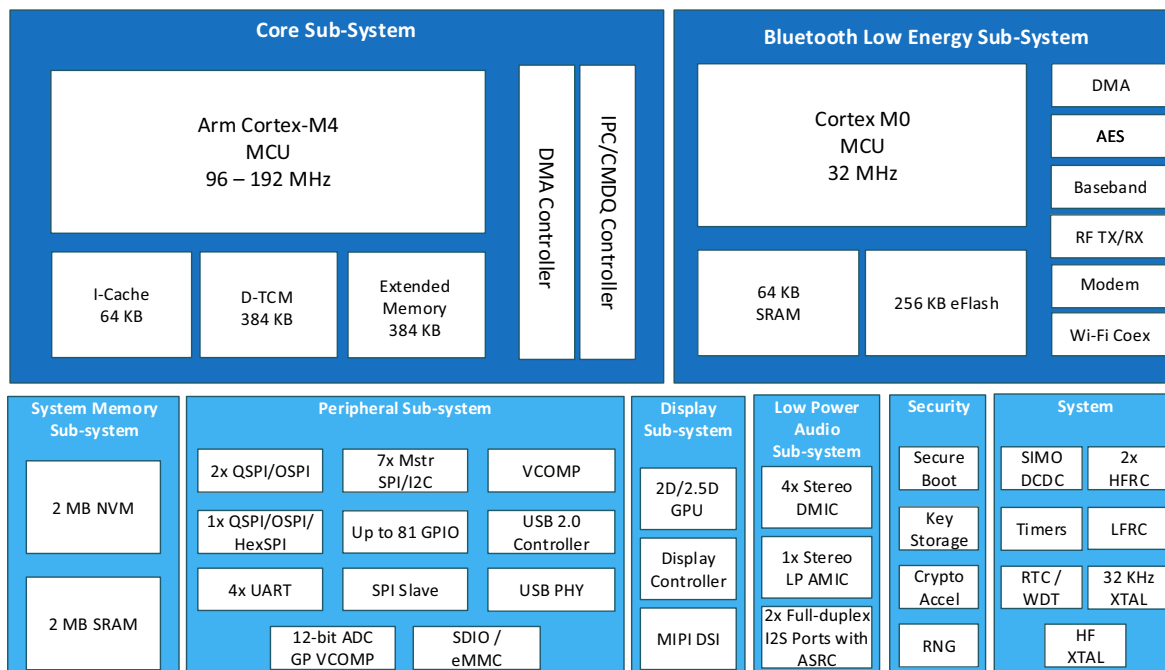 Core Sub-System
Arm Cortex-M4
MCU
96 – 192 MHz
I-Cache
64 KB
D-TCM
384 KB
Extended
Memory
384 KB
DMA Controller
IPC/CMDQ Controller
Bluetooth Low Energy Sub-System
Cortex M0
MCU
32 MHz
64 KB
SRAM
256 KB eFlash
DMA
AES
Baseband
RF TX/RX
Modem
Wi-Fi Coex
System Memory
Sub-system
2 MB NVM
2 MB SRAM
Peripheral Sub-system
2x QSPI/OSPI
7x Mstr
SPI/I2C
VCOMP
1x QSPI/OSPI/
HexSPI
Up to 81 GPIO
USB 2.0
Controller
4x UART
SPI Slave
USB PHY
12-bit ADC
GP VCOMP
SDIO /
eMMC
Display
Sub-system
2D/2.5D
GPU
Display
Controller
MIPI DSI
Low Power
Audio
Sub-system
4x Stereo
DMIC
1x Stereo
LP AMIC
2x Full-duplex
I2S Ports with
ASRC
Security
Secure
Boot
Key
Storage
Crypto
Accel
RNG
System
SIMO
DCDC
2x
HFRC
Timers
LFRC
RTC /
WDT
32 KHz
XTAL
HF
XTAL